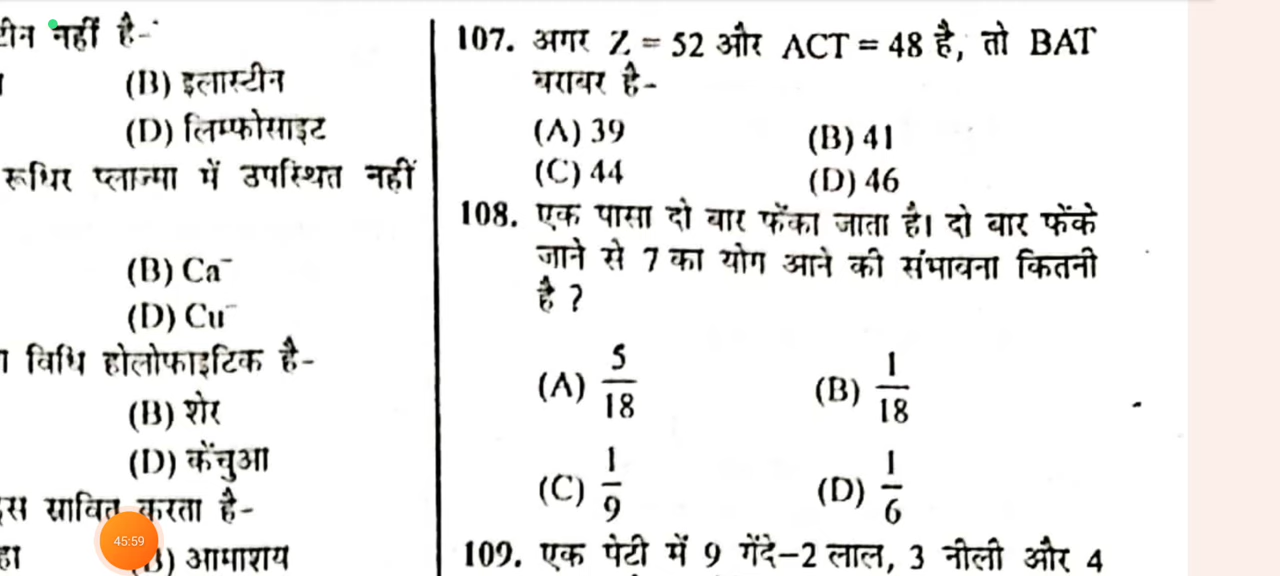 टीन नहीं है-
(B) इलास्टीन
(D) लिम्फोसाइट
रूधिर प्लाज्मा में उपस्थित नहीं
(B) Ca⁻
(D) Cu⁻
विधि होलोफाइटिक है-
(B) शेर
(D) केंचुआ
स साबित करता है-
B) आमाशय
45:59
107. अगर Z = 52 और ACT = 48 है, तो BAT
बराबर है-
(A) 39 (B) 41
(C) 44 (D) 46
108. एक पासा दो बार फेंका जाता है। दो बार फेंके
जाने से 7 का योग आने की संभावना कितनी
है ?
(A) 5/18 (B) 1/18
(C) 1/9 (D) 1/6
109. एक पेटी में 9 गेंदे-2 लाल, 3 नीली और 4